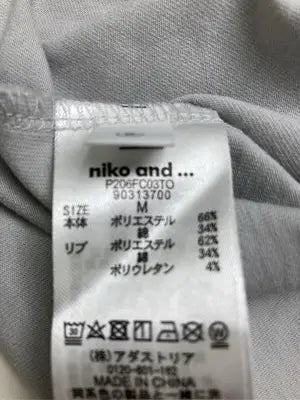 niko and ...
P206FC03TO
90313700
SIZE M
本体 ポリエステル 66%
綿 34%
リブ ポリエステル 62%
綿 34%
ポリウレタン 4%
(株)アダストリア
0120-601-162
MADE IN CHINA